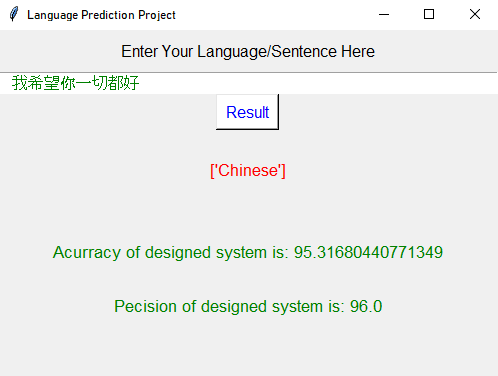 Language Prediction Project
Enter Your Language/Sentence Here
我希望你一切都好
Result
['Chinese']
Acurracy of designed system is: 95.31680440771349
Pecision of designed system is: 96.0